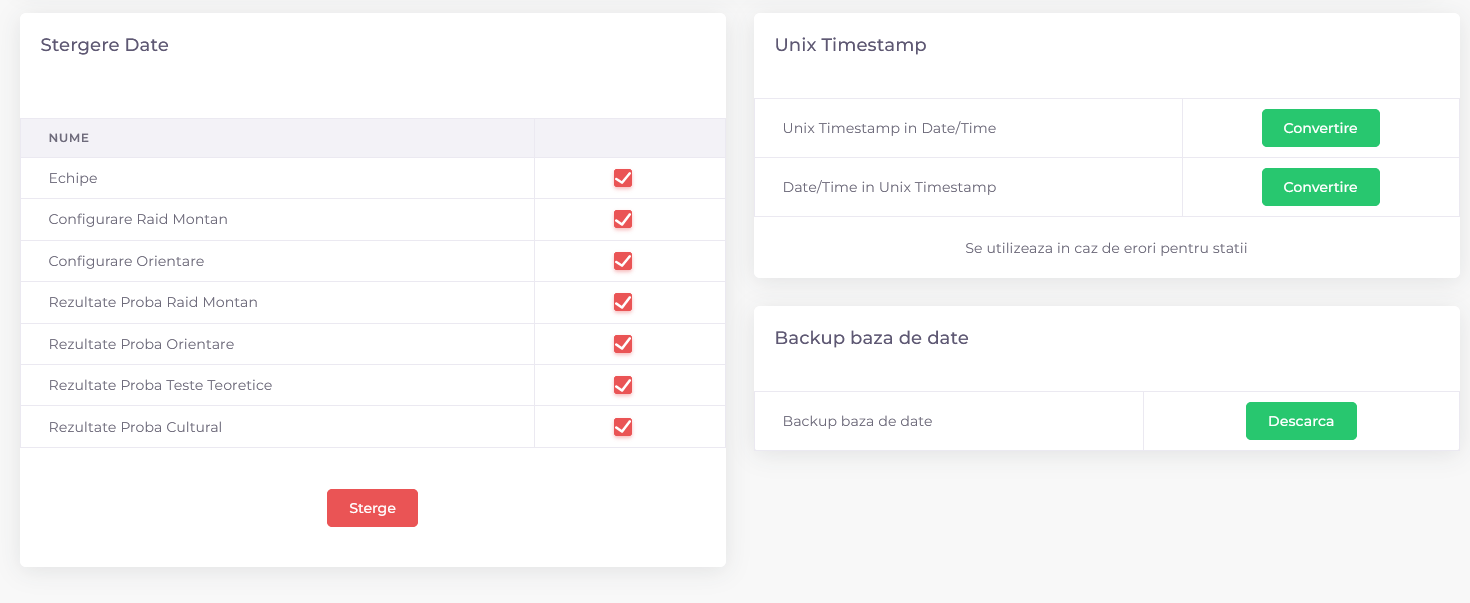 Stergere Date
NUME
Echipe
Configurare Raid Montan
Configurare Orientare
Rezultate Proba Raid Montan
Rezultate Proba Orientare
Rezultate Proba Teste Teoretice
Rezultate Proba Cultural
Sterge
Unix Timestamp
Unix Timestamp in Date/Time
Convertire
Date/Time in Unix Timestamp
Convertire
Se utilizeaza in caz de erori pentru statii
Backup baza de date
Backup baza de date
Descarca